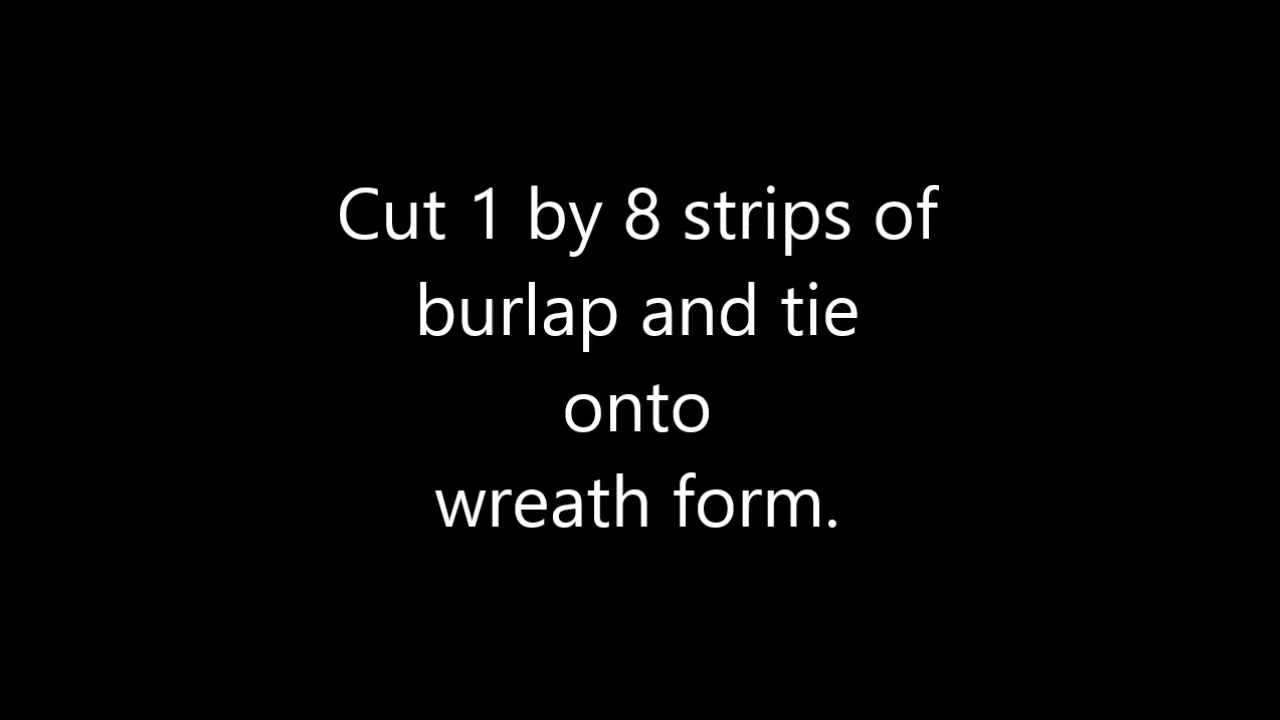 Cut 1 by 8 strips of
burlap and tie
onto
wreath form.